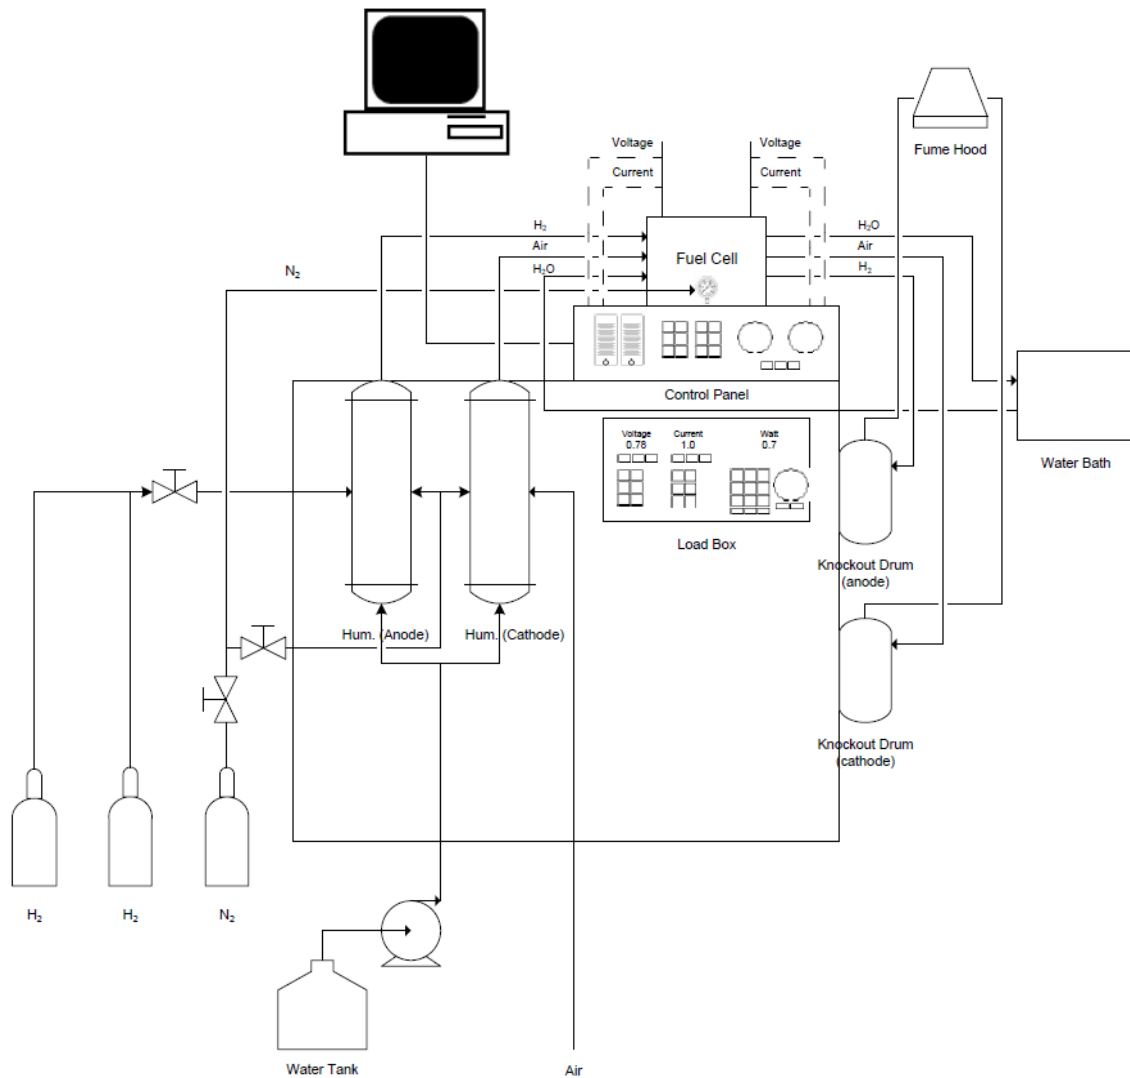 Voltage
Voltage
Current
Current
Fume Hood
H₂
Air
H₂O
N₂
Fuel Cell
H₂O
Air
H₂
Control Panel
Voltage
0.78
Current
1.0
Watt
0.7
Load Box
Water Bath
Knockout Drum
(anode)
Hum. (Anode)
Hum. (Cathode)
Knockout Drum
(cathode)
H₂
H₂
N₂
Water Tank
Air